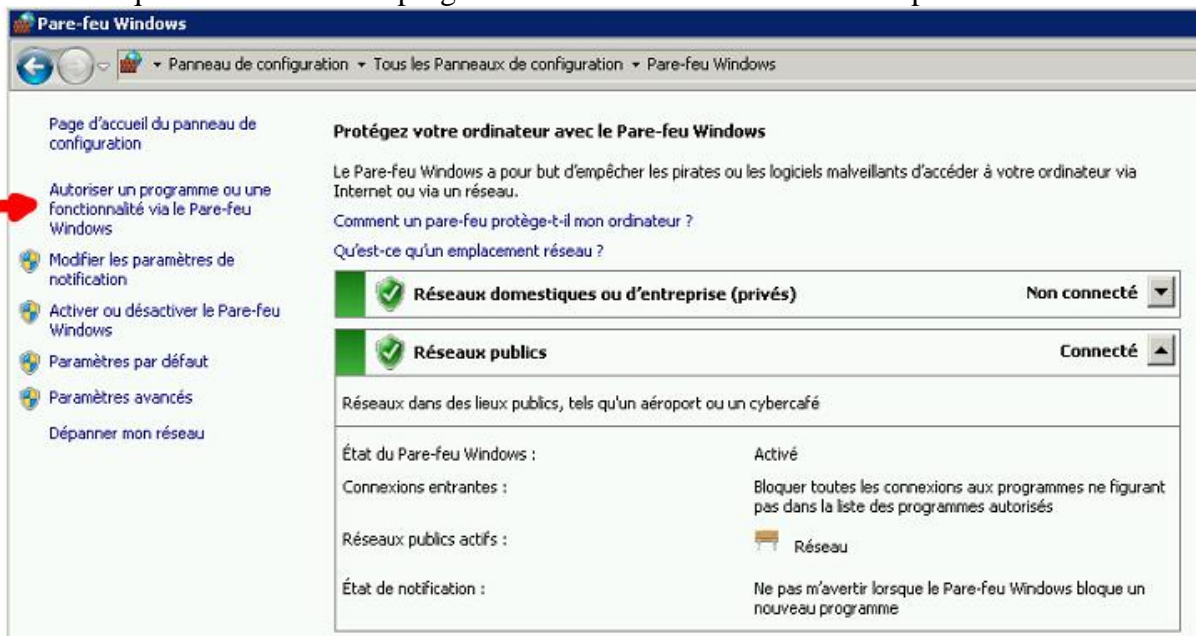 Pare-feu Windows
Panneau de configuration Tous les Panneaux de configuration Pare-feu Windows
Page d'accueil du panneau de
configuration
Autoriser un programme ou une
fonctionnalité via le Pare-feu
Windows
Modifier les paramètres de
notification
Activer ou désactiver le Pare-feu
Windows
Paramètres par défaut
Paramètres avancés
Dépanner mon réseau
Protégez votre ordinateur avec le Pare-feu Windows
Le Pare-feu Windows a pour but d'empêcher les pirates ou les logiciels malveillants d'accéder à votre ordinateur via
Internet ou via un réseau.
Comment un pare-feu protège-t-il mon ordinateur ?
Qu'est-ce qu'un emplacement réseau ?
Réseaux domestiques ou d'entreprise (privés) Non connecté
Réseaux publics Connecté
Réseaux dans des lieux publics, tels qu'un aéroport ou un cybercafé
État du Pare-feu Windows : Activé
Connexions entrantes : Bloquer toutes les connexions aux programmes ne figurant
pas dans la liste des programmes autorisés
Réseaux publics actifs : Réseau
État de notification : Ne pas m'avertir lorsque le Pare-feu Windows bloque un
nouveau programme